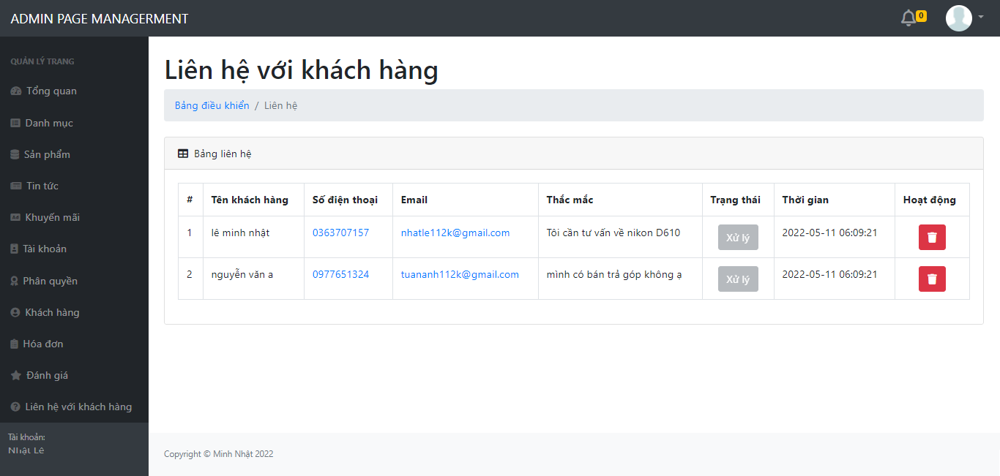 ADMIN PAGE MANAGERMENT
0
QUẢN LÝ TRANG
Tổng quan
Danh mục
Sản phẩm
Tin tức
Khuyến mãi
Tài khoản
Phân quyền
Khách hàng
Hóa đơn
Đánh giá
Liên hệ với khách hàng
Tài khoản:
Nhật Lê
Liên hệ với khách hàng
Bảng điều khiển / Liên hệ
Bảng liên hệ
# Tên khách hàng Số điện thoại Email Thắc mắc Trạng thái Thời gian Hoạt động
1 lê minh nhật 0363707157 nhatle112k@gmail.com Tôi cần tư vấn về nikon D610 Xử lý 2022-05-11 06:09:21
2 nguyễn văn a 0977651324 tuananh112k@gmail.com mình có bán trả góp không ạ Xử lý 2022-05-11 06:09:21
Copyright © Minh Nhật 2022